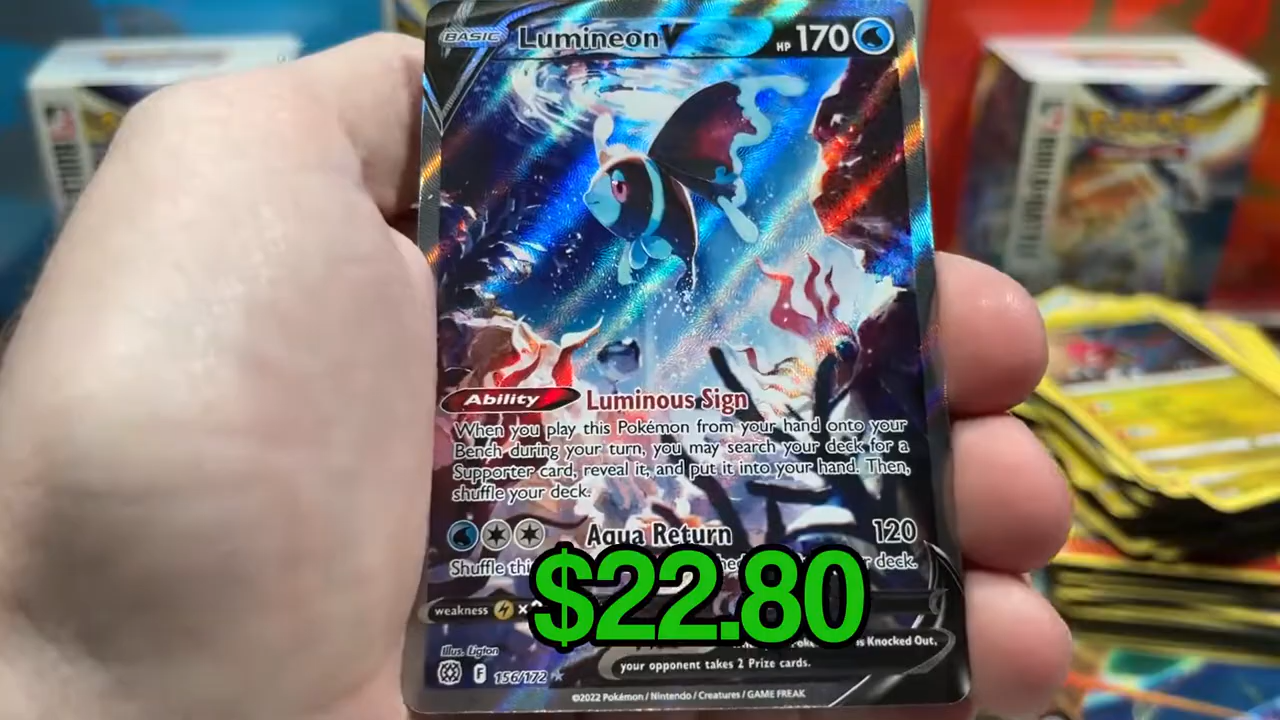 BASIC Lumineon V HP 170
Ability Luminous Sign
When you play this Pokémon from your hand onto your
Bench during your turn, you may search your deck for a
Supporter card, reveal it, and put it into your hand. Then,
shuffle your deck.
Aqua Return 120
Shuffle deck.
$22.80
weakness ×
is Knocked Out,
your opponent takes 2 Prize cards.
Illus. Ligton
F 156/172
©2022 Pokémon / Nintendo / Creatures / GAME FREAK